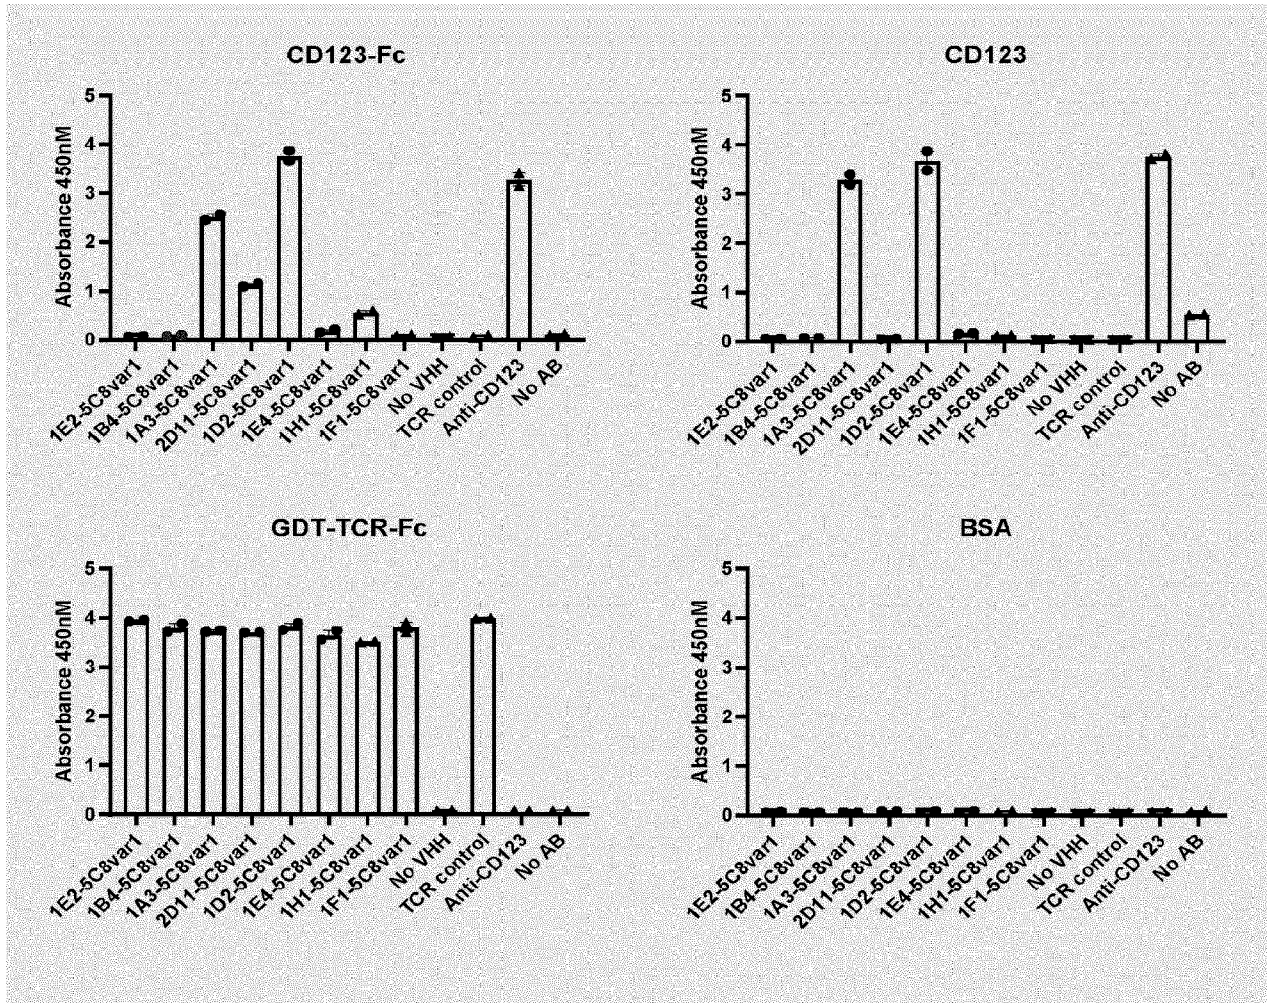 CD123-Fc
Absorbance 450nM
5
4
3
2
1
0
1E2-5C8var1
1B4-5C8var1
1A3-5C8var1
2D11-5C8var1
1D2-5C8var1
1E4-5C8var1
1H1-5C8var1
1F1-5C8var1
No VHH
TCR control
Anti-CD123
No AB
CD123
Absorbance 450nM
5
4
3
2
1
0
1E2-5C8var1
1B4-5C8var1
1A3-5C8var1
2D11-5C8var1
1D2-5C8var1
1E4-5C8var1
1H1-5C8var1
1F1-5C8var1
No VHH
TCR control
Anti-CD123
No AB
GDT-TCR-Fc
Absorbance 450nM
5
4
3
2
1
0
1E2-5C8var1
1B4-5C8var1
1A3-5C8var1
2D11-5C8var1
1D2-5C8var1
1E4-5C8var1
1H1-5C8var1
1F1-5C8var1
No VHH
TCR control
Anti-CD123
No AB
BSA
Absorbance 450nM
5
4
3
2
1
0
1E2-5C8var1
1B4-5C8var1
1A3-5C8var1
2D11-5C8var1
1D2-5C8var1
1E4-5C8var1
1H1-5C8var1
1F1-5C8var1
No VHH
TCR control
Anti-CD123
No AB